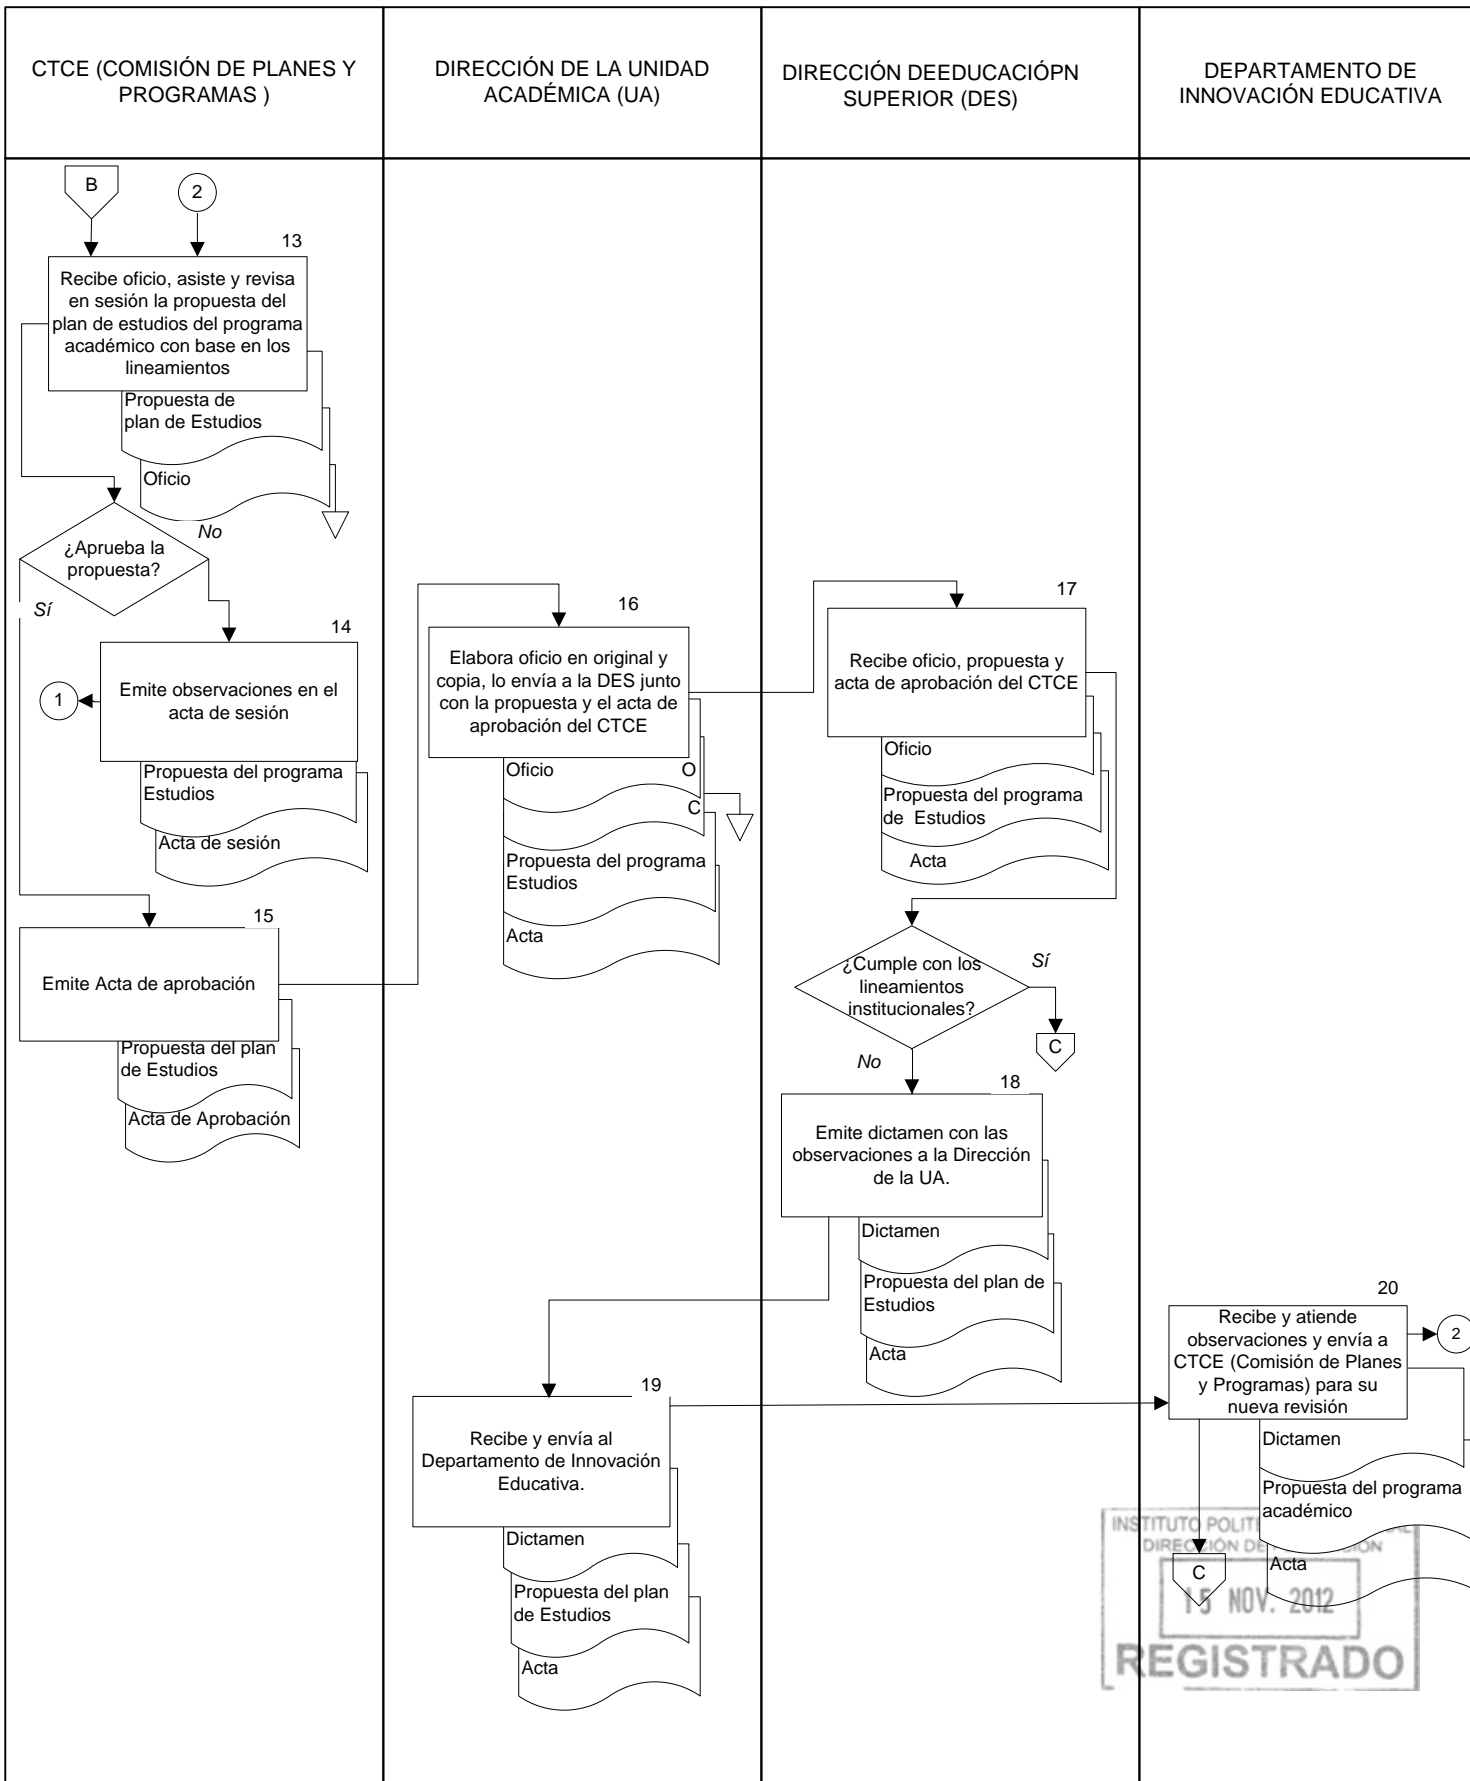 CTCE (COMISIÓN DE PLANES Y
PROGRAMAS )
DIRECCIÓN DE LA UNIDAD
ACADÉMICA (UA)
DIRECCIÓN DEEDUCACIÓPN
SUPERIOR (DES)
DEPARTAMENTO DE
INNOVACIÓN EDUCATIVA
B
2
13
Recibe oficio, asiste y revisa
en sesión la propuesta del
plan de estudios del programa
académico con base en los
lineamientos
Propuesta de
plan de Estudios
Oficio
¿Aprueba la
propuesta?
No
Sí
14
Emite observaciones en el
acta de sesión
1
Propuesta del programa
Estudios
Acta de sesión
15
Emite Acta de aprobación
Propuesta del plan
de Estudios
Acta de Aprobación
16
Elabora oficio en original y
copia, lo envía a la DES junto
con la propuesta y el acta de
aprobación del CTCE
Oficio
O
C
Propuesta del programa
Estudios
Acta
17
Recibe oficio, propuesta y
acta de aprobación del CTCE
Oficio
Propuesta del programa
de Estudios
Acta
¿Cumple con los
lineamientos
institucionales?
Sí
C
No
18
Emite dictamen con las
observaciones a la Dirección
de la UA.
Dictamen
Propuesta del plan de
Estudios
Acta
19
Recibe y envía al
Departamento de Innovación
Educativa.
Dictamen
Propuesta del plan
de Estudios
Acta
20
Recibe y atiende
observaciones y envía a
CTCE (Comisión de Planes
y Programas) para su
nueva revisión
2
Dictamen
Propuesta del programa
académico
Acta
C
INSTITUTO
DIRECCIÓN
15 NOV. 2012
REGISTRADO